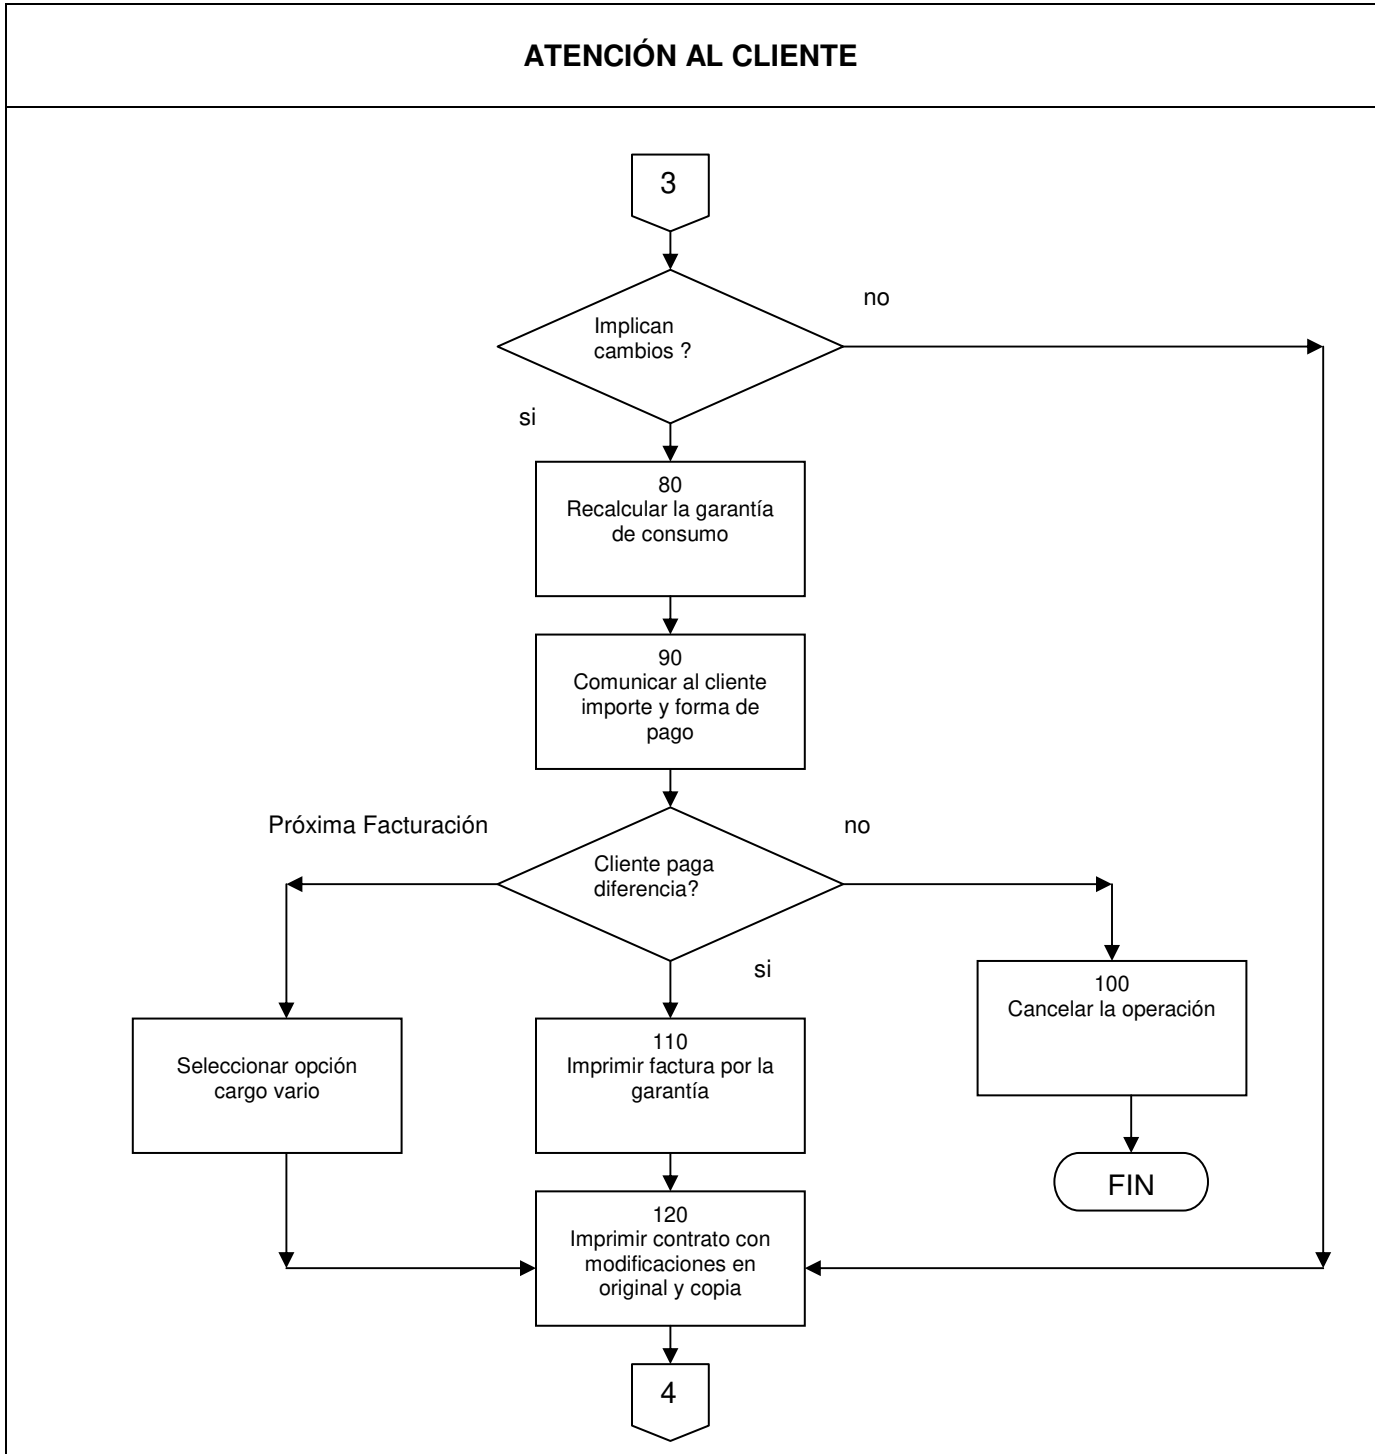 ATENCIÓN AL CLIENTE
3
no
Implican
cambios ?
si
80
Recalcular la garantía
de consumo
90
Comunicar al cliente
importe y forma de
pago
Próxima Facturación
no
Cliente paga
diferencia?
si
100
Cancelar la operación
Seleccionar opción
cargo vario
110
Imprimir factura por la
garantía
FIN
120
Imprimir contrato con
modificaciones en
original y copia
4